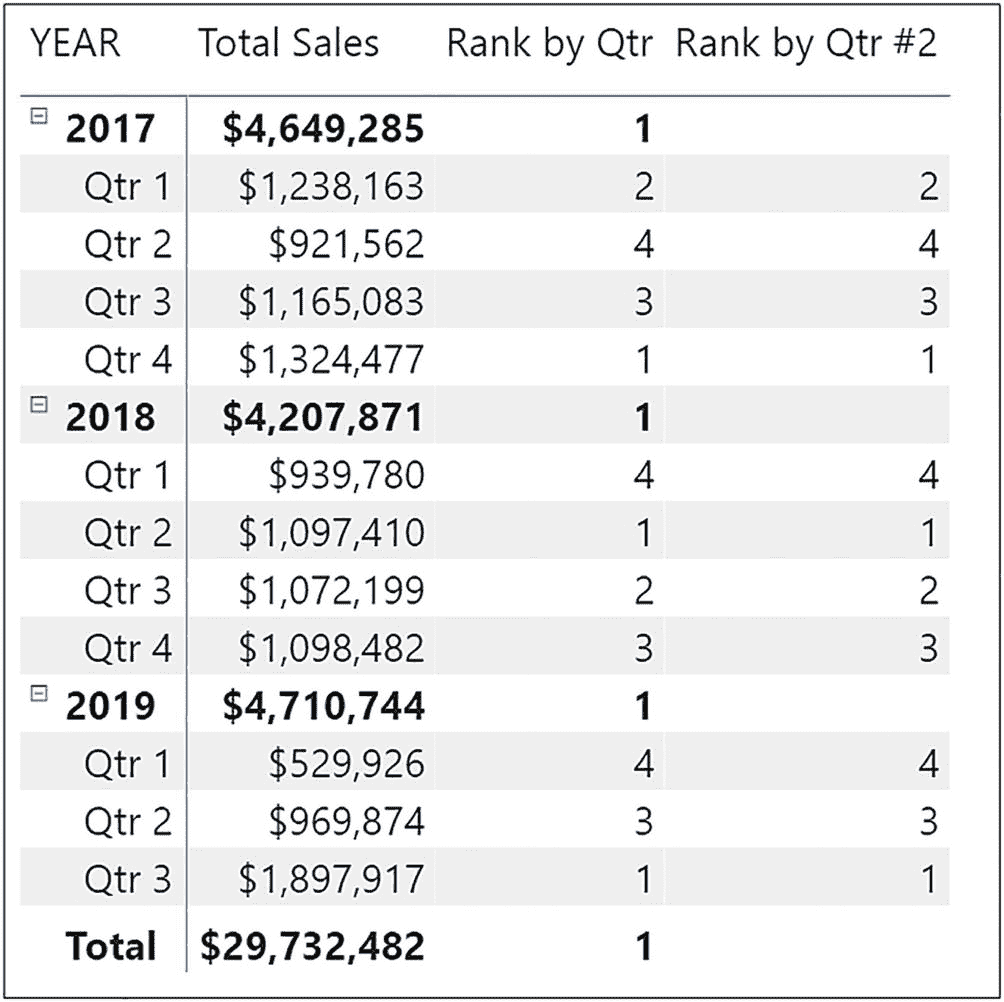 YEAR Total Sales Rank by Qtr Rank by Qtr #2
2017 $4,649,285 1
Qtr 1 $1,238,163 2 2
Qtr 2 $921,562 4 4
Qtr 3 $1,165,083 3 3
Qtr 4 $1,324,477 1 1
2018 $4,207,871 1
Qtr 1 $939,780 4 4
Qtr 2 $1,097,410 1 1
Qtr 3 $1,072,199 2 2
Qtr 4 $1,098,482 3 3
2019 $4,710,744 1
Qtr 1 $529,926 4 4
Qtr 2 $969,874 3 3
Qtr 3 $1,897,917 1 1
Total $29,732,482 1